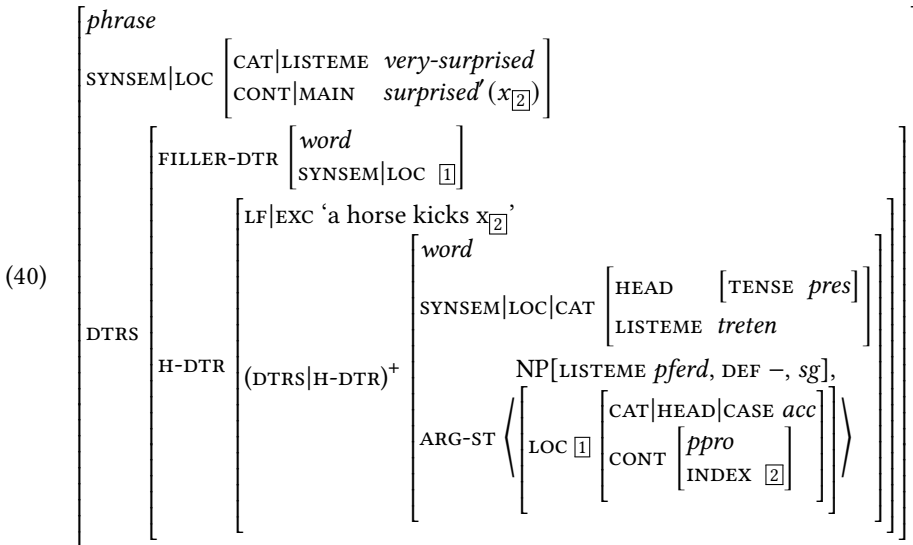 phrase
SYNSEM|LOC [CAT|LISTEME very-surprised
CONT|MAIN surprised′(x[2])]
FILLER-DTR [word
SYNSEM|LOC [1]]
LF|EXC ‘a horse kicks x[2]’
word
SYNSEM|LOC|CAT [HEAD [TENSE pres]
LISTEME treten]
(40) DTRS [H-DTR [(DTRS|H-DTR)⁺
NP[LISTEME pferd, DEF −, sg],
ARG-ST ⟨[LOC [1] [CAT|HEAD|CASE acc
CONT [ppro
INDEX [2]]]]⟩